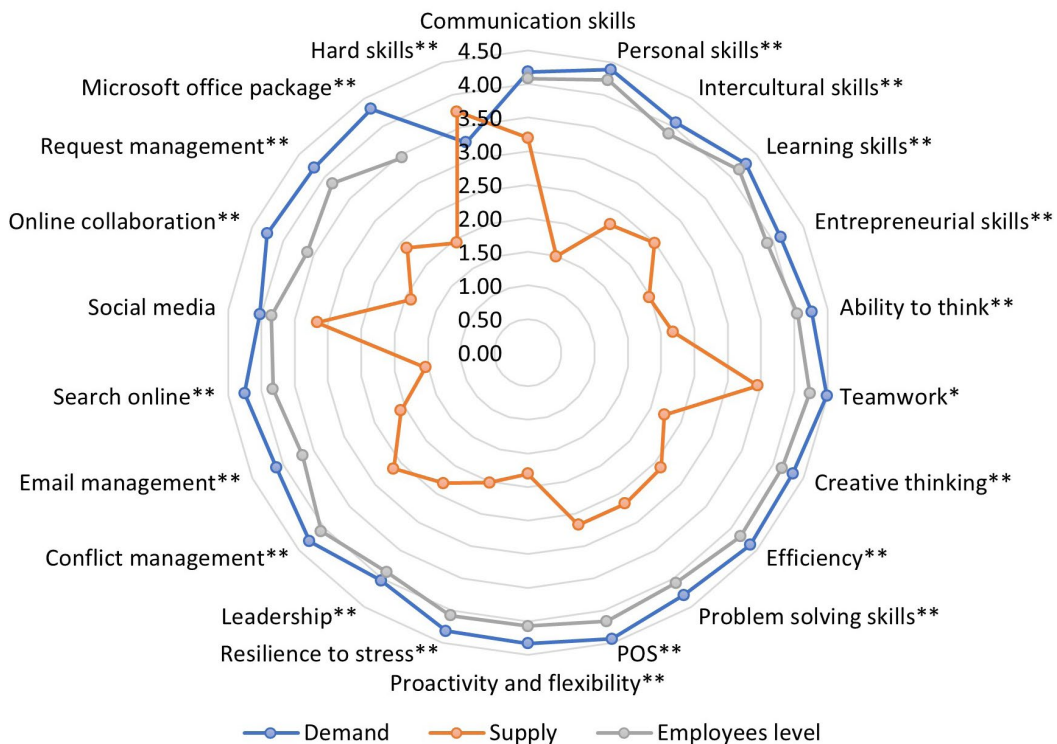 Communication skills
Hard skills**
4.50
Personal skills**
Microsoft office package**
4.00
Intercultural skills**
3.50
Request management**
3.00
Learning skills**
2.50
Online collaboration**
2.00
Entrepreneurial skills**
1.50
Social media
1.00
Ability to think**
0.50
0.00
Search online**
Teamwork*
Email management**
Creative thinking**
Conflict management**
Efficiency**
Leadership**
Problem solving skills**
Resilience to stress**
POS**
Proactivity and flexibility**
Demand Supply Employees level